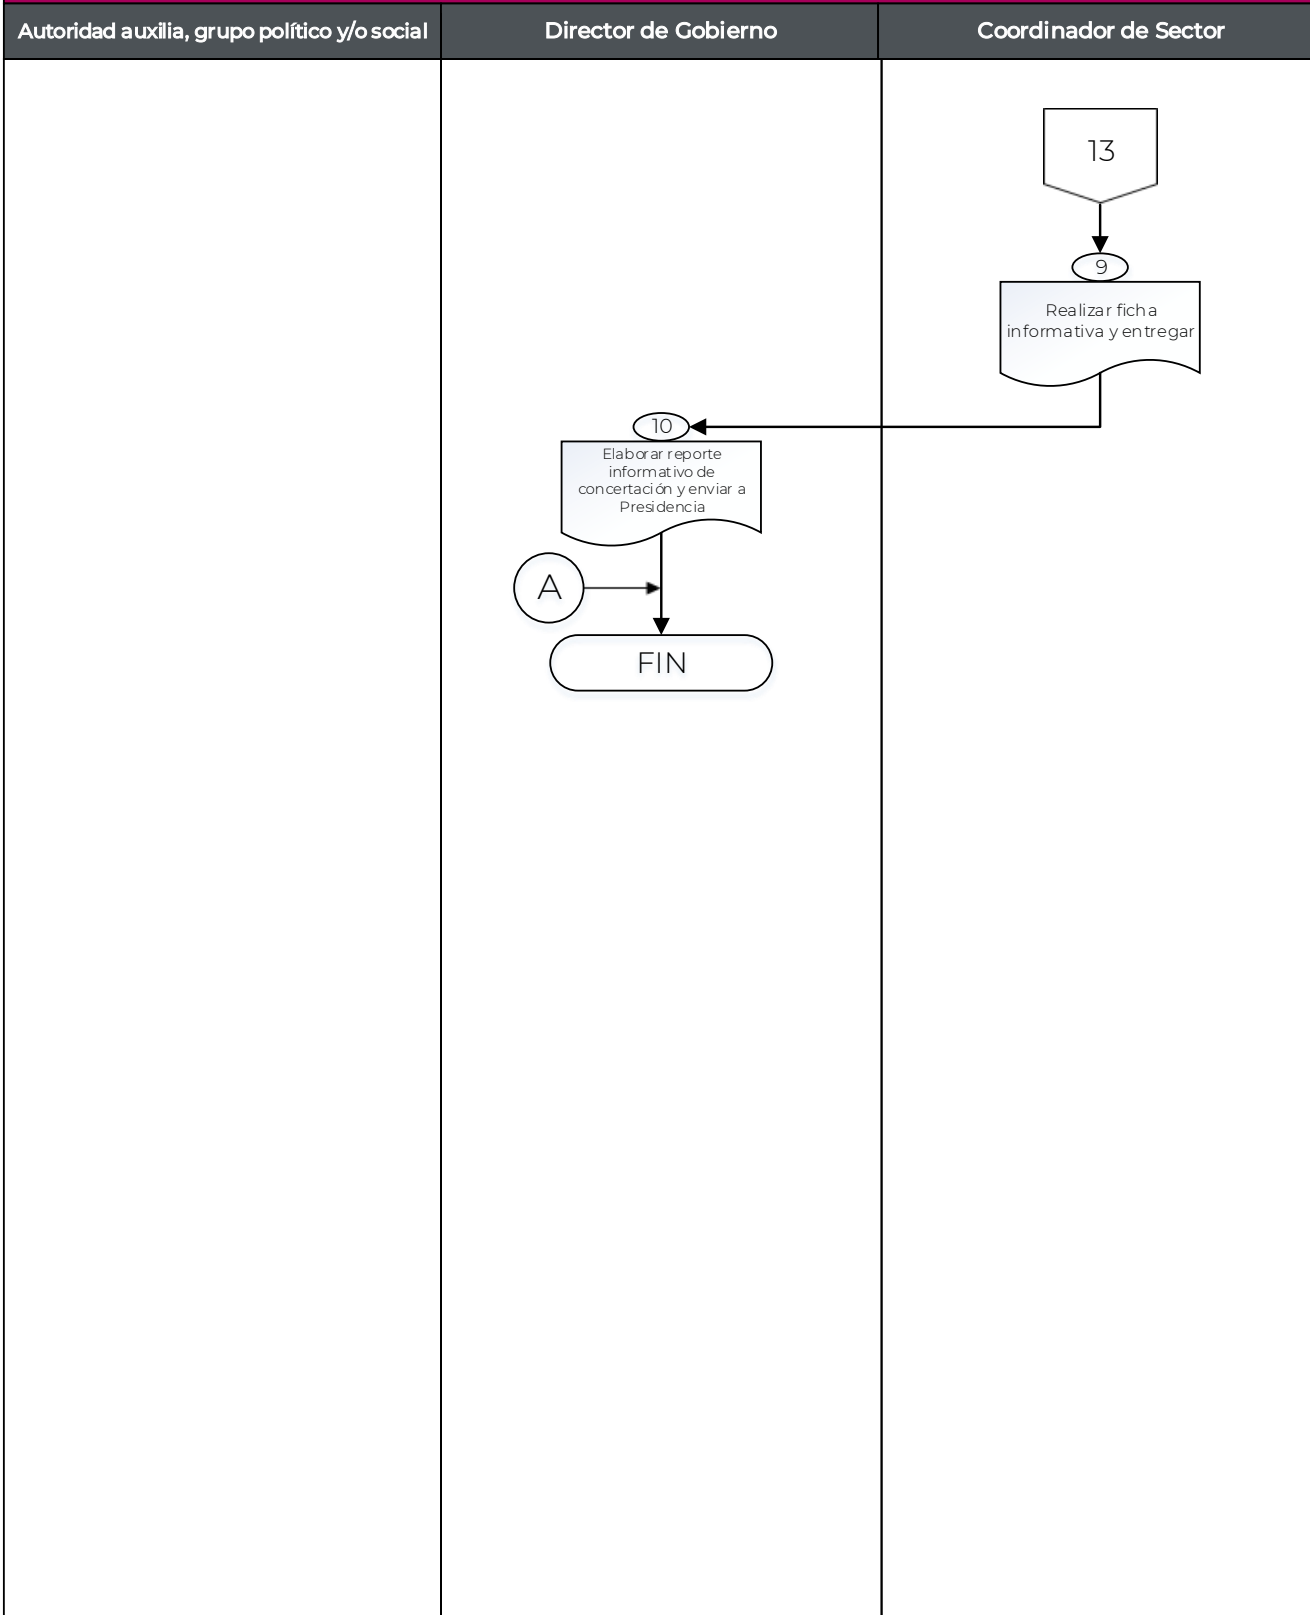 Autoridad auxilia, grupo político y/o social
Director de Gobierno
Coordinador de Sector
13
9
Realizar ficha
informativa y entregar
10
Elaborar reporte
informativo de
concertación y enviar a
Presidencia
A
FIN